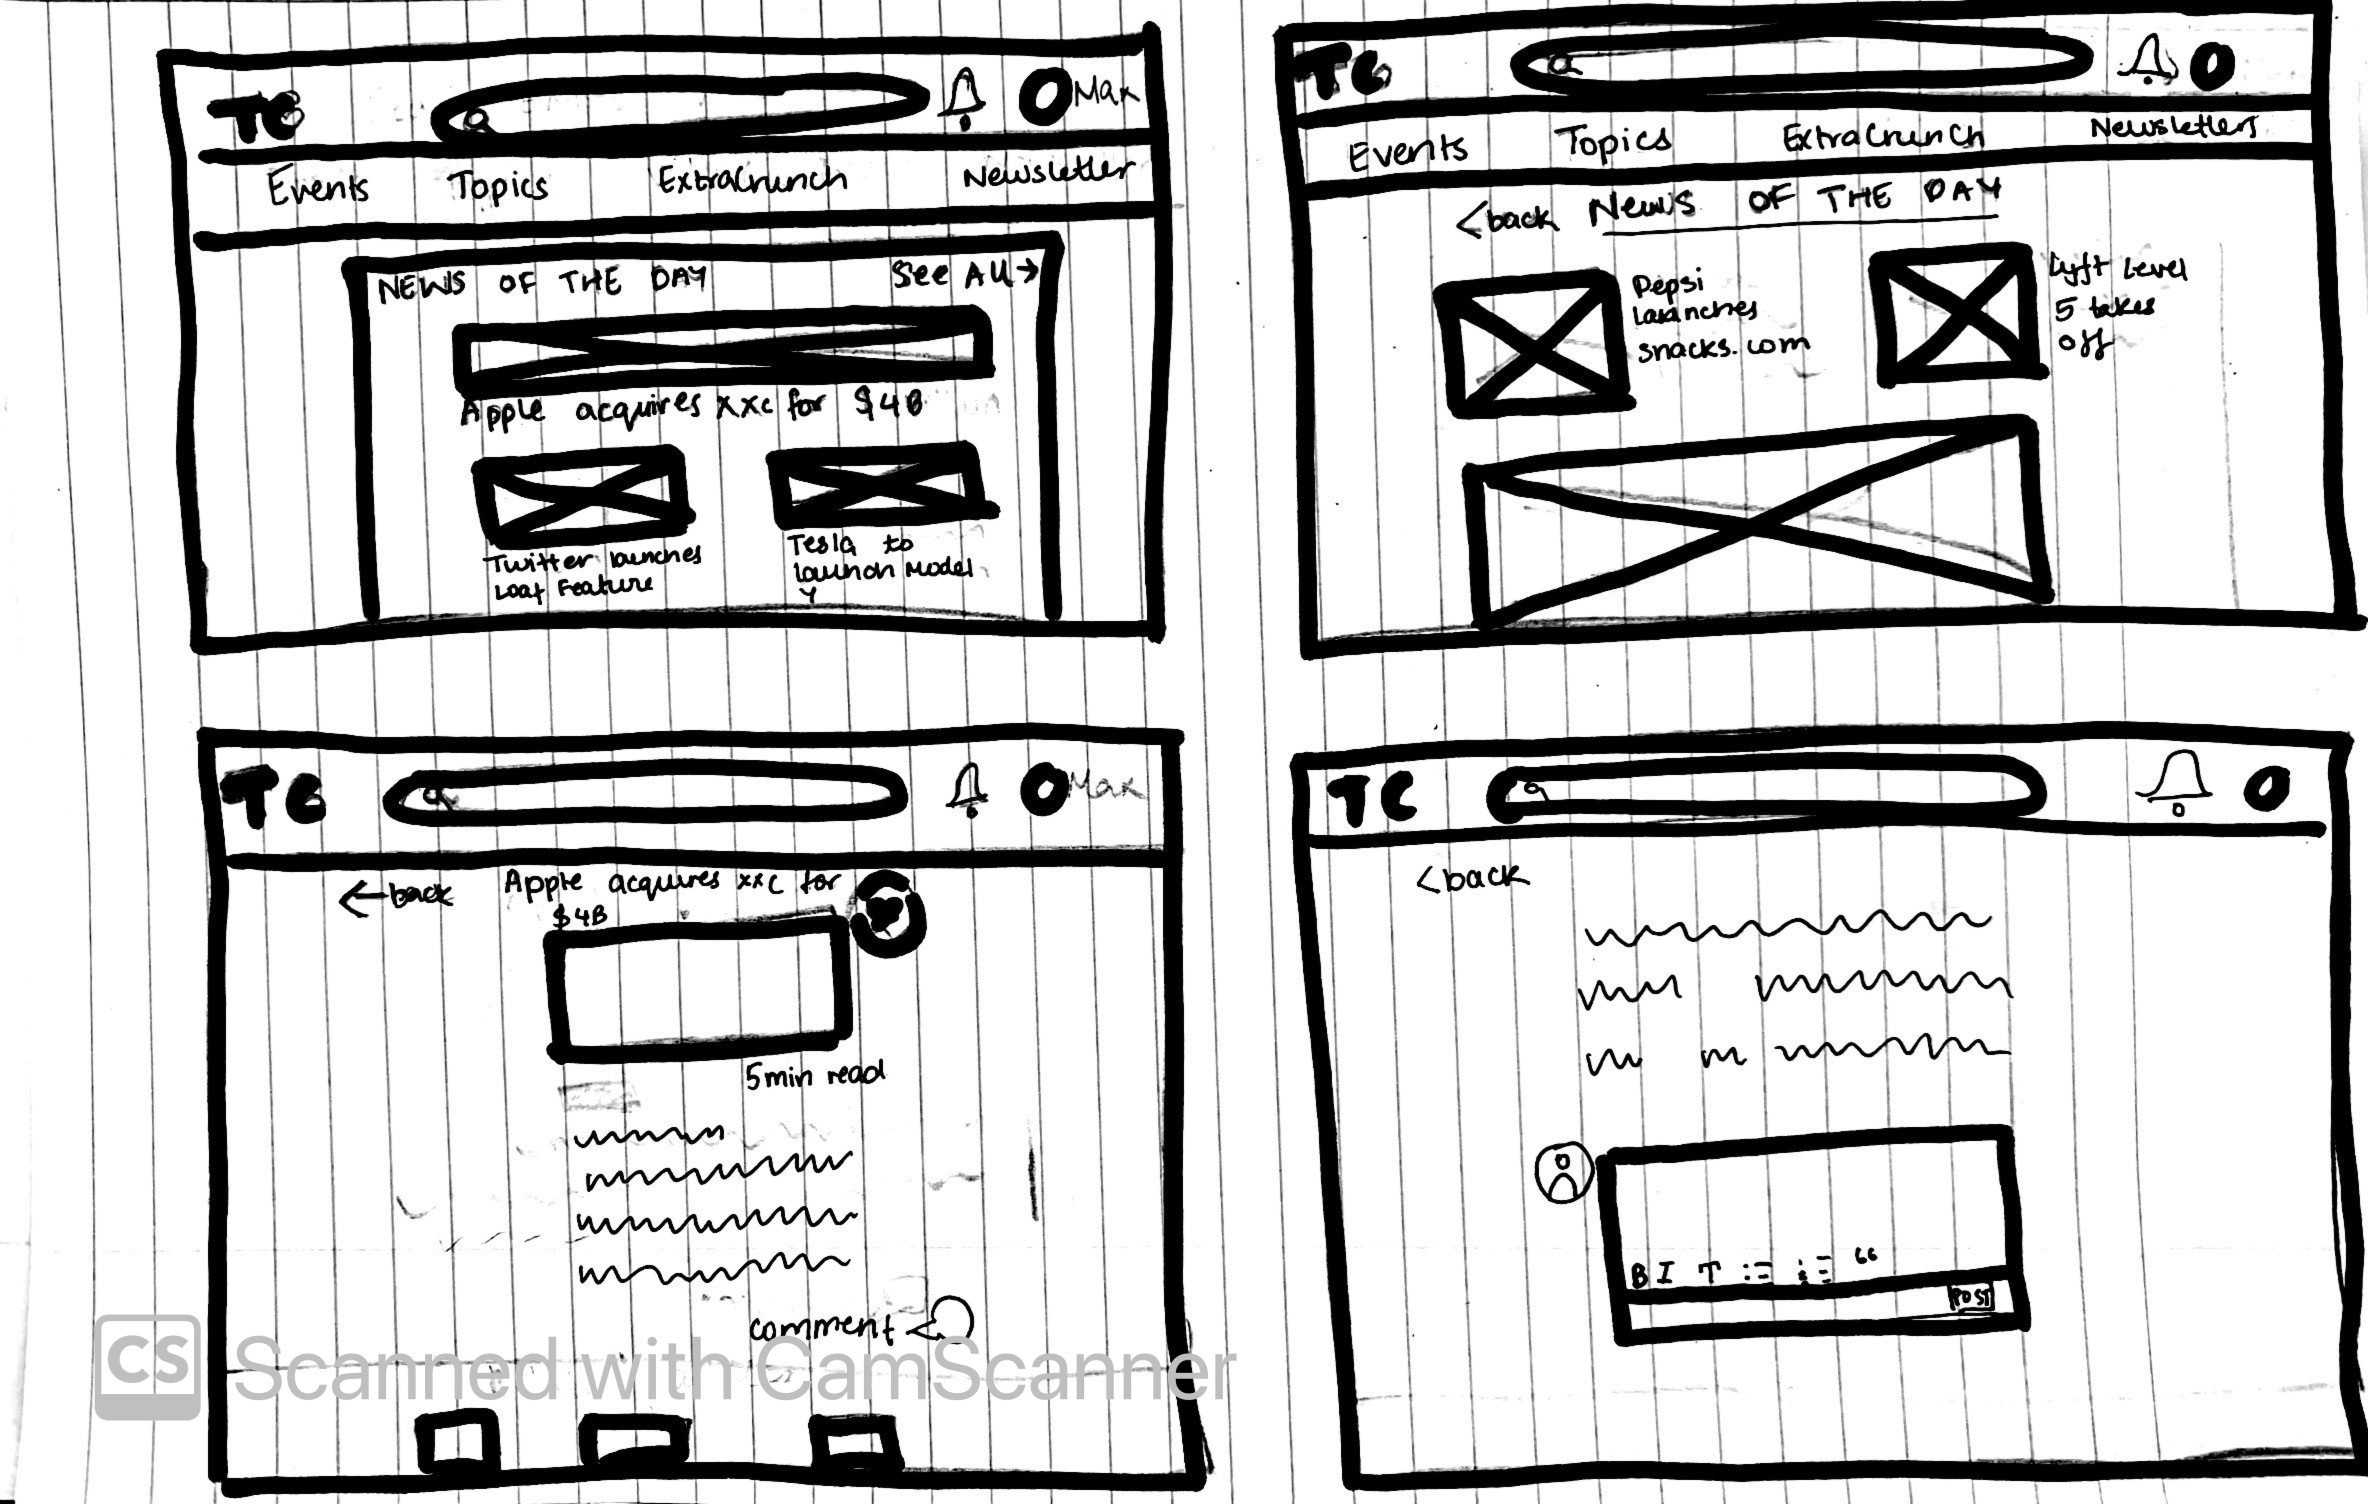 TC
Max
Events Topics ExtraCrunch Newsletter
NEWS OF THE DAY See All →
Apple acquires xxc for $4B
Twitter launches
Feature
Tesla to
launch Model
Y
TC
Events Topics ExtraCrunch Newsletters
<back News OF THE DAY
Pepsi
launches
snacks.com
Lyft Level
5 takes
off
TC
Max
← back Apple acquires xxc for
$4B
5min read
comment
TC
<back
B I T “
POST
CS Scanned with CamScanner